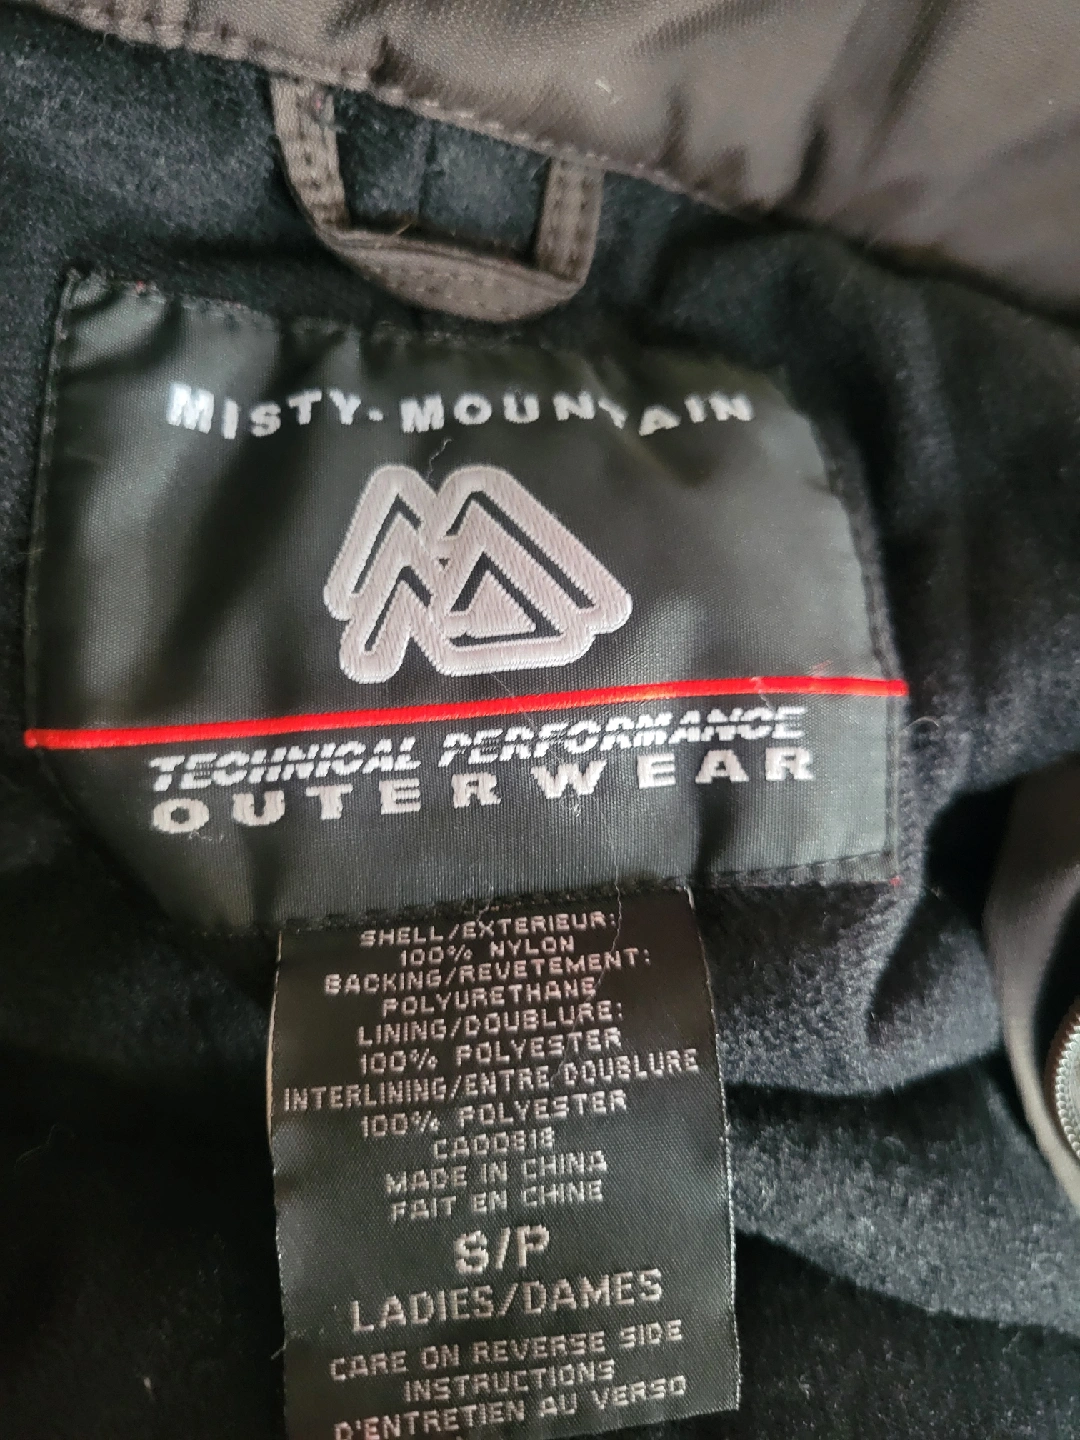 MISTY-MOUNTAIN
TECHNICAL PERFORMANCE
OUTERWEAR
SHELL/EXTERIEUR:
100% NYLON
BACKING/REVETEMENT:
POLYURETHANE
LINING/DOUBLURE:
100% POLYESTER
INTERLINING/ENTRE DOUBLURE
100% POLYESTER
MADE IN CHINA
FAIT EN CHINE
S/P
LADIES/DAMES
CARE ON REVERSE SIDE
INSTRUCTIONS
D'ENTRETIEN AU VERSO